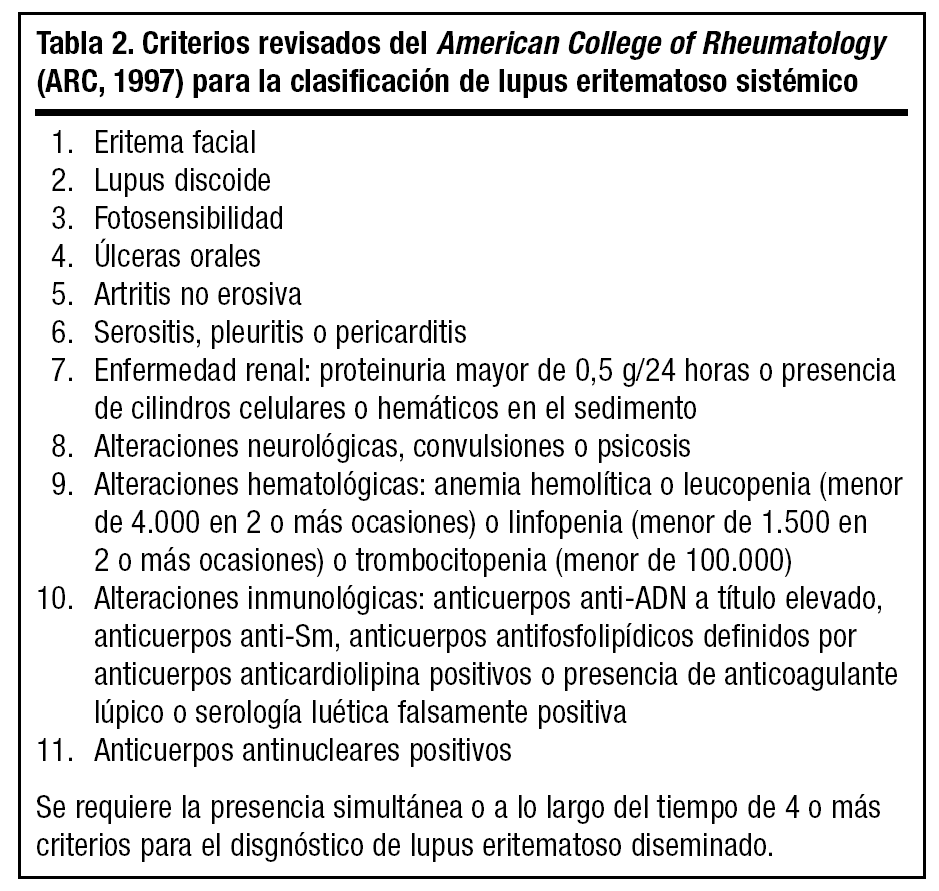 Tabla 2. Criterios revisados del American College of Rheumatology
(ARC, 1997) para la clasificación de lupus eritematoso sistémico
1. Eritema facial
2. Lupus discoide
3. Fotosensibilidad
4. Úlceras orales
5. Artritis no erosiva
6. Serositis, pleuritis o pericarditis
7. Enfermedad renal: proteinuria mayor de 0,5 g/24 horas o presencia
de cilindros celulares o hemáticos en el sedimento
8. Alteraciones neurológicas, convulsiones o psicosis
9. Alteraciones hematológicas: anemia hemolítica o leucopenia (menor
de 4.000 en 2 o más ocasiones) o linfopenia (menor de 1.500 en
2 o más ocasiones) o trombocitopenia (menor de 100.000)
10. Alteraciones inmunológicas: anticuerpos anti-ADN a título elevado,
anticuerpos anti-Sm, anticuerpos antifosfolipídicos definidos por
anticuerpos anticardiolipina positivos o presencia de anticoagulante
lúpico o serología luética falsamente positiva
11. Anticuerpos antinucleares positivos
Se requiere la presencia simultánea o a lo largo del tiempo de 4 o más
criterios para el disgnóstico de lupus eritematoso diseminado.